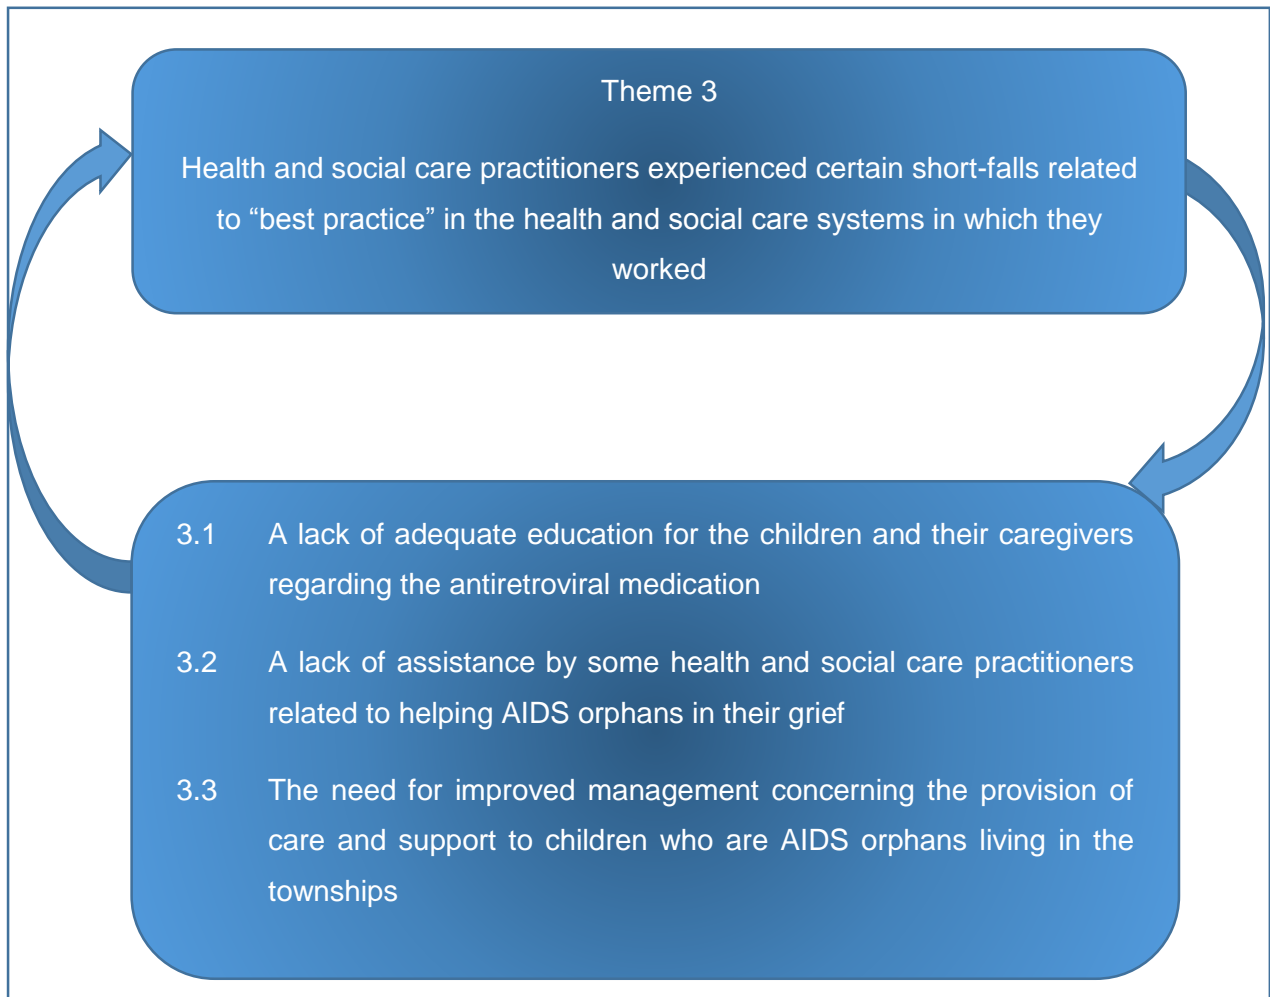 Theme 3
Health and social care practitioners experienced certain short-falls related
to “best practice” in the health and social care systems in which they
worked
3.1 A lack of adequate education for the children and their caregivers
regarding the antiretroviral medication
3.2 A lack of assistance by some health and social care practitioners
related to helping AIDS orphans in their grief
3.3 The need for improved management concerning the provision of
care and support to children who are AIDS orphans living in the
townships